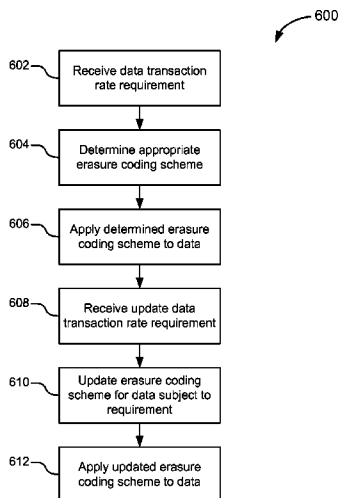 600
602
Receive data transaction
rate requirement
604
Determine appropriate
erasure coding scheme
606
Apply determined erasure
coding scheme to data
608
Receive update data
transaction rate requirement
610
Update erasure coding
scheme for data subject to
requirement
612
Apply updated erasure
coding scheme to data